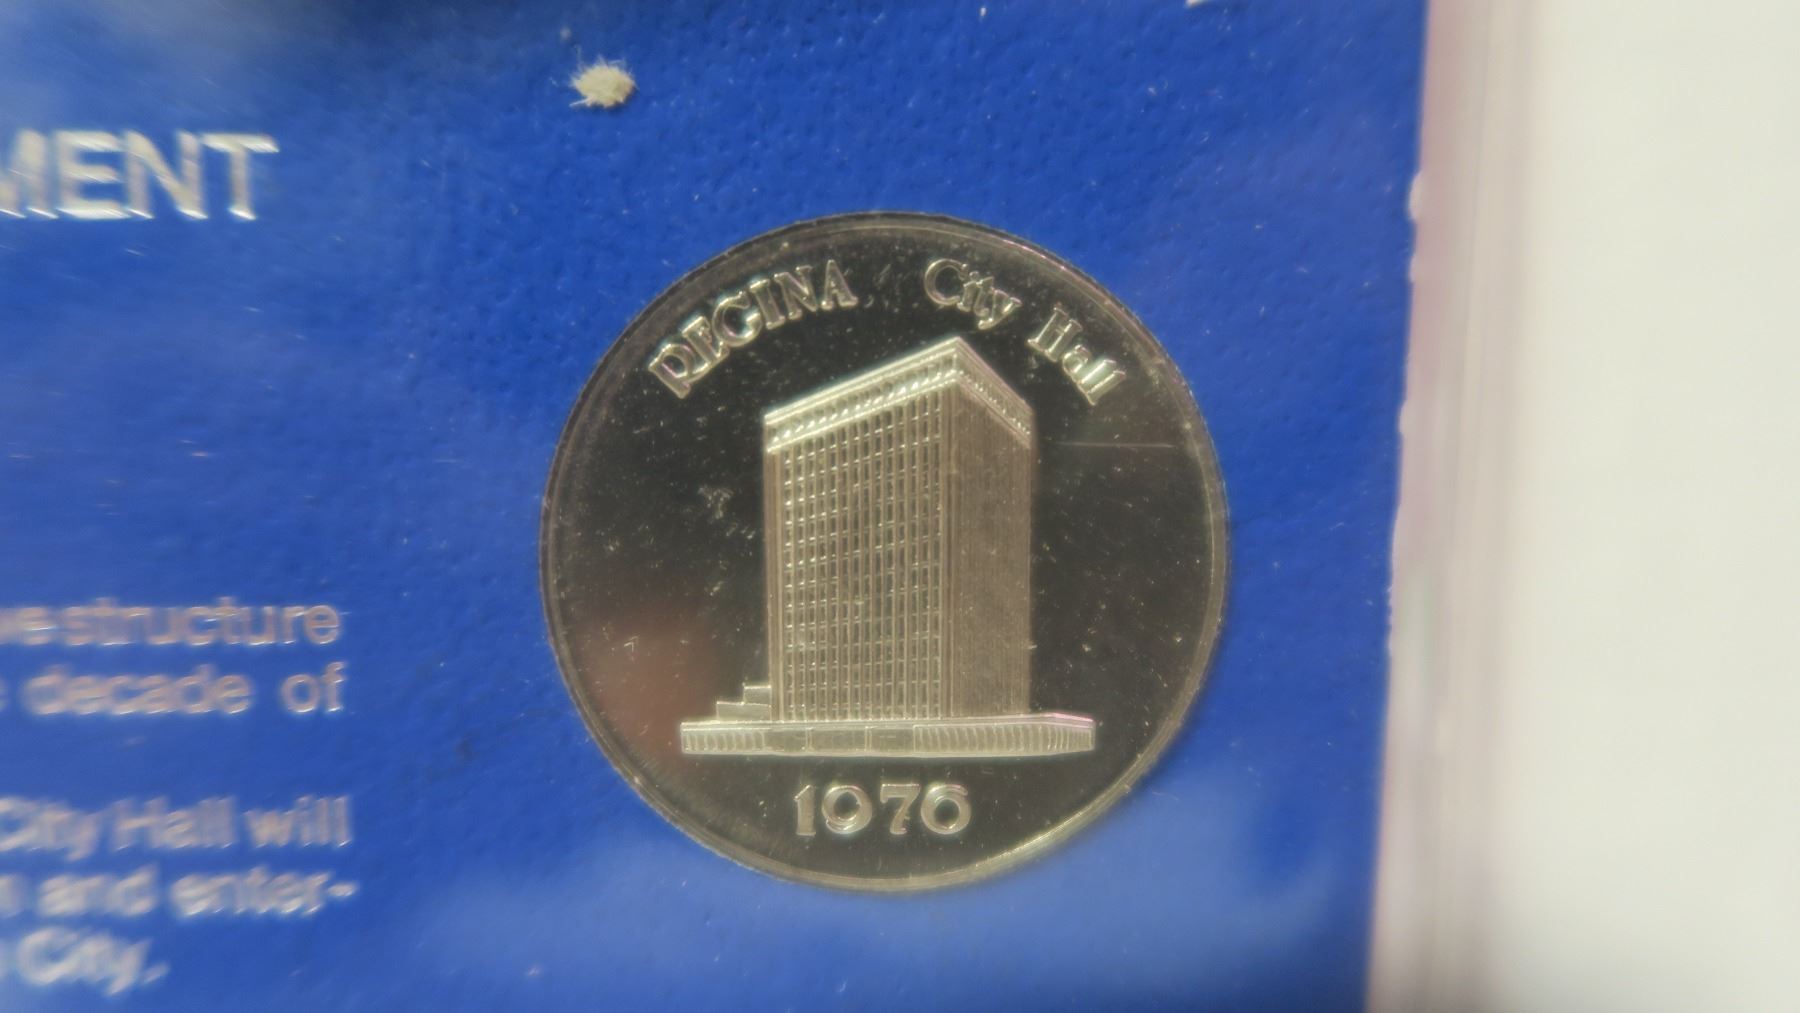 MENT
REGINA City Hall
1976
structure
decade of
City Hall will
and enter-
City.